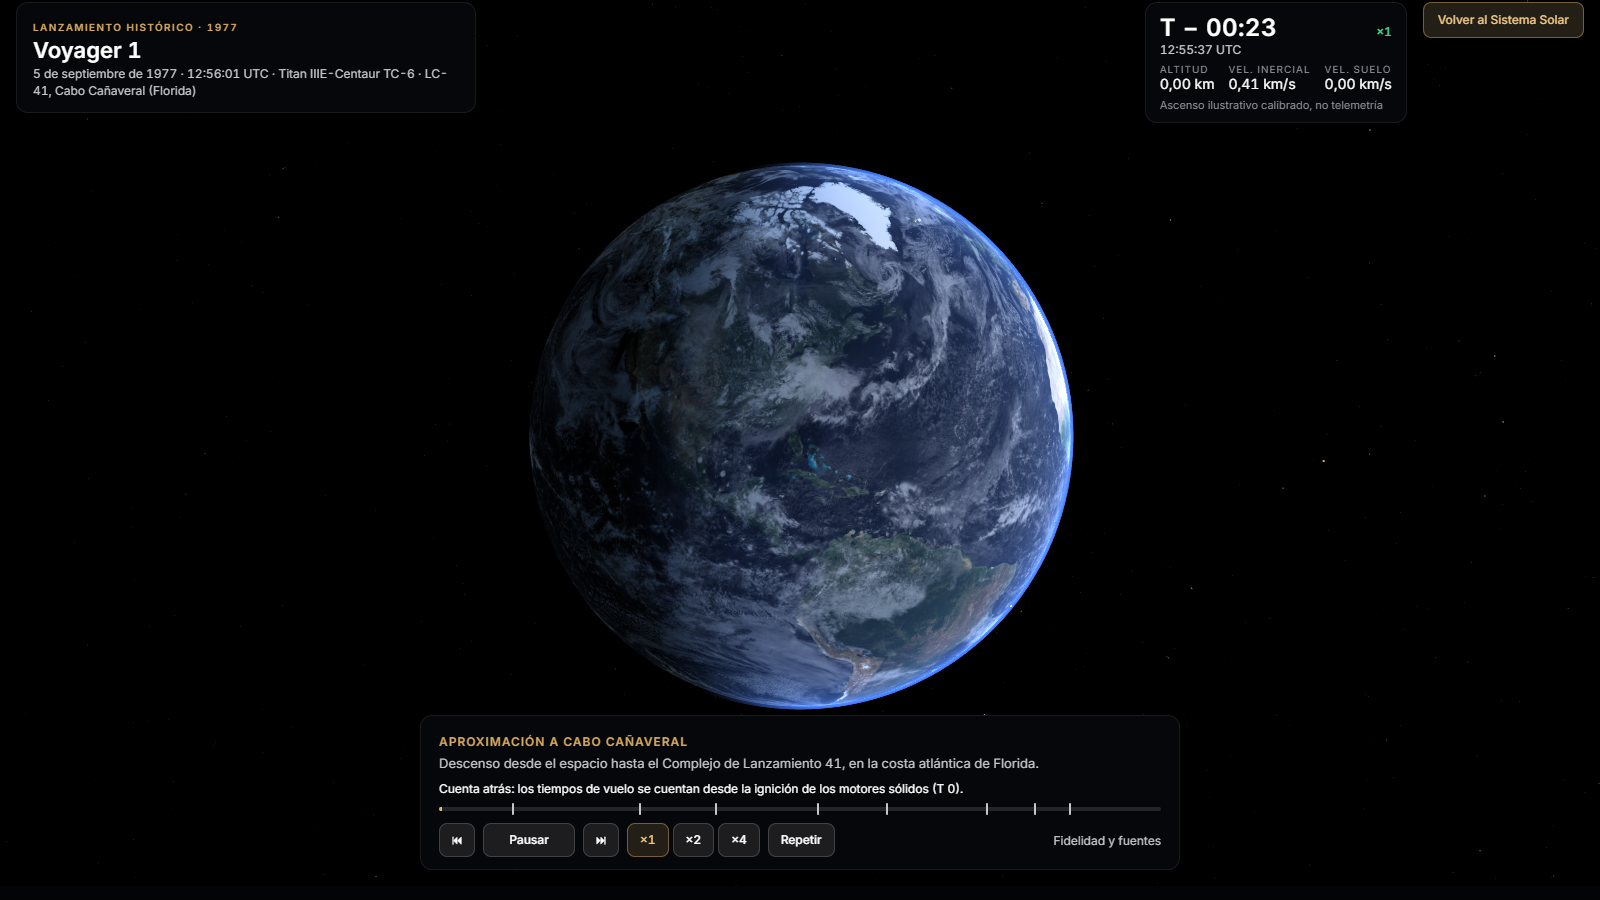 LANZAMIENTO HISTÓRICO · 1977
Voyager 1
5 de septiembre de 1977 · 12:56:01 UTC · Titan IIIE-Centaur TC-6 · LC-
41, Cabo Cañaveral (Florida)
T − 00:23 ×1
12:55:37 UTC
ALTITUD VEL. INERCIAL VEL. SUELO
0,00 km 0,41 km/s 0,00 km/s
Ascenso ilustrativo calibrado, no telemetría
Volver al Sistema Solar
APROXIMACIÓN A CABO CAÑAVERAL
Descenso desde el espacio hasta el Complejo de Lanzamiento 41, en la costa atlántica de Florida.
Cuenta atrás: los tiempos de vuelo se cuentan desde la ignición de los motores sólidos (T 0).
⏮ Pausar ⏭ ×1 ×2 ×4 Repetir Fidelidad y fuentes